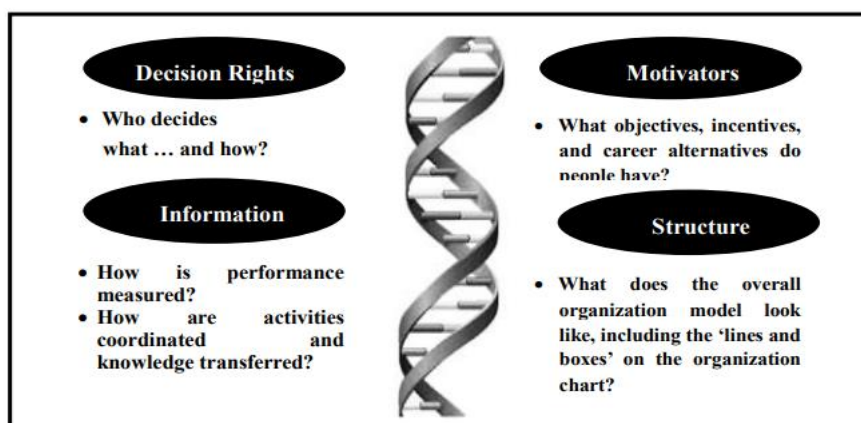 Decision Rights
• Who decides
what … and how?
Information
• How is performance
measured?
• How are activities
coordinated and
knowledge transferred?
Motivators
• What objectives, incentives,
and career alternatives do
people have?
Structure
• What does the overall
organization model look
like, including the ‘lines and
boxes’ on the organization
chart?